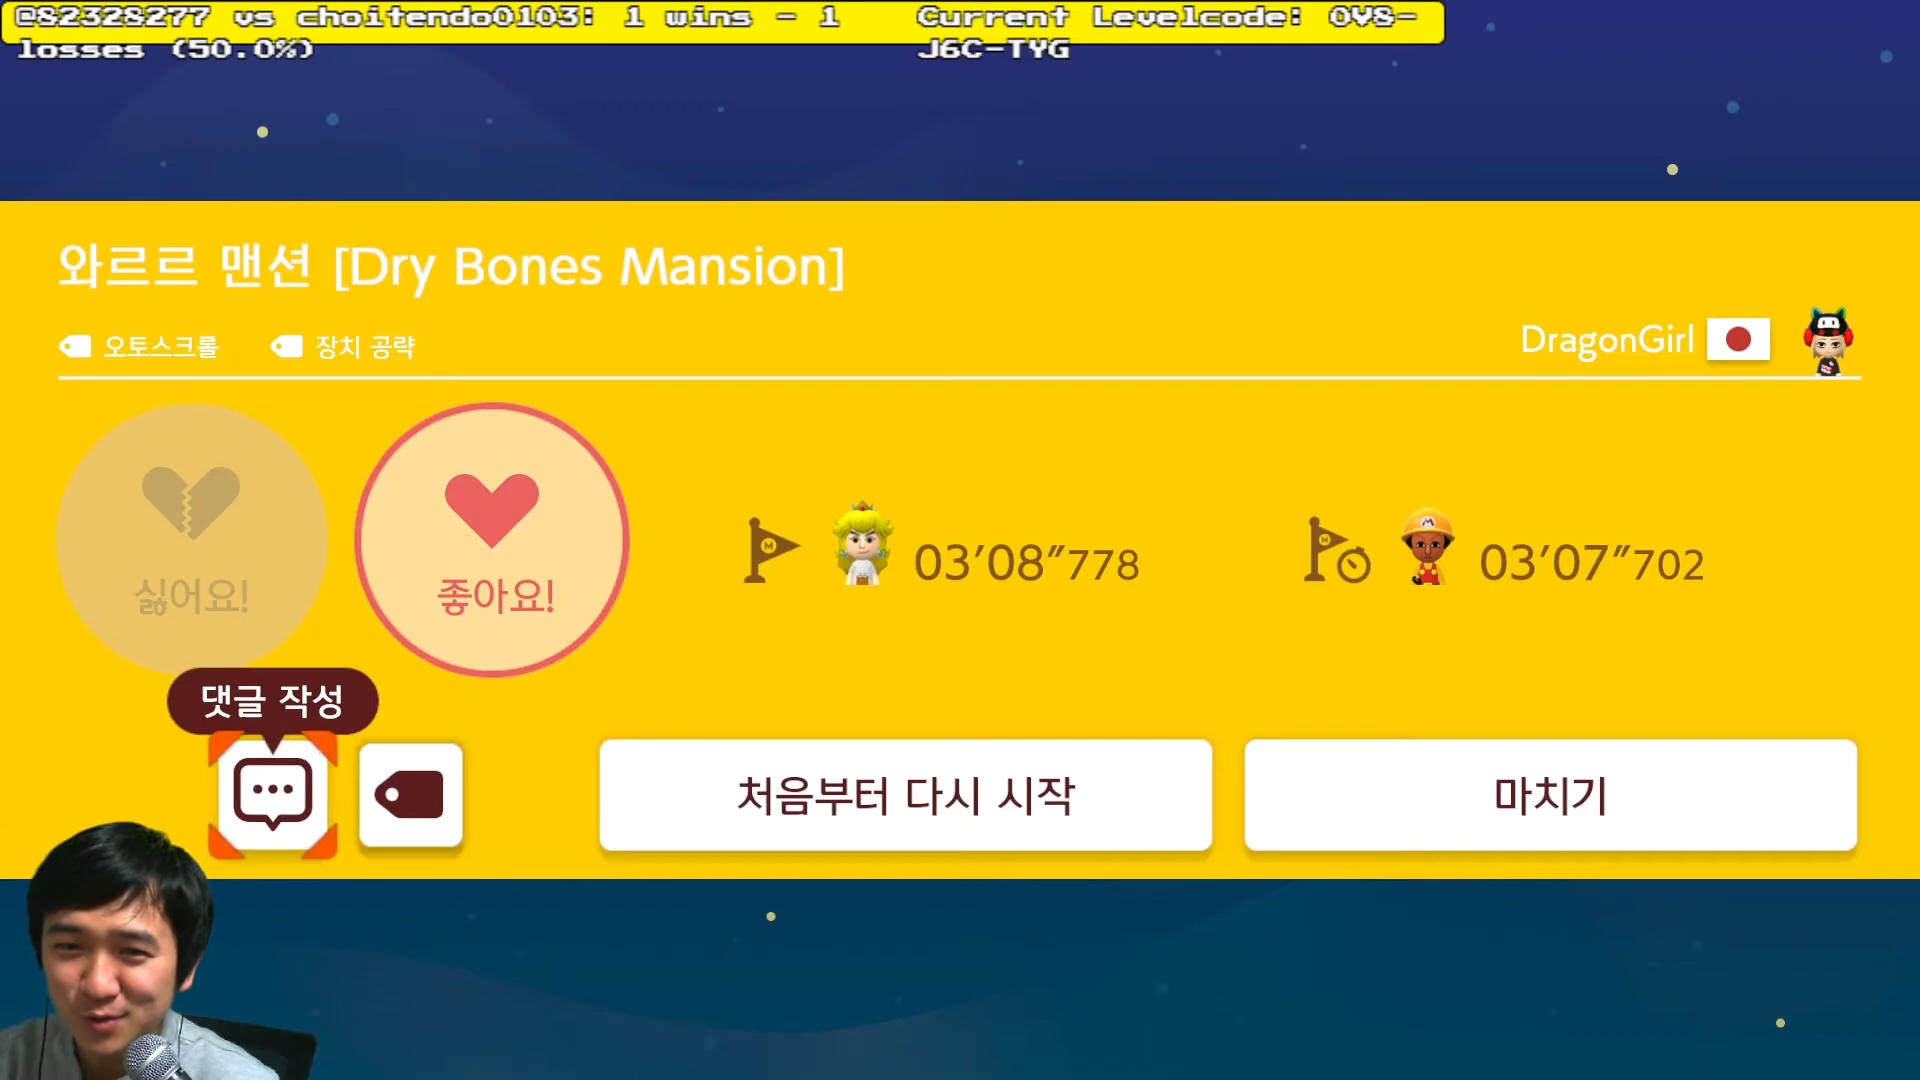 @82328277 vs choitendo0103: 1 wins - 1
losses (50.0%)
Current Levelcode: 0V8-
J6C-TYG
와르르 맨션 [Dry Bones Mansion]
오토스크롤 장치 공략
DragonGirl
싫어요!
좋아요!
03′08″778
03′07″702
댓글 작성
처음부터 다시 시작
마치기